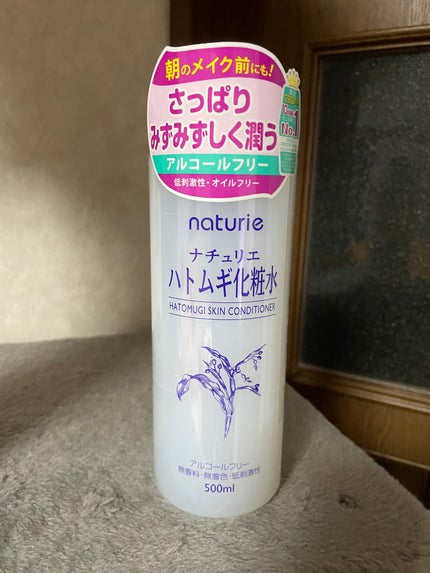 朝のメイク前にも!
さっぱり
みずみずしく潤う
アルコールフリー
低刺激性・オイルフリー
No.1
naturie
ナチュリエ
ハトムギ化粧水
HATOMUGI SKIN CONDITIONER
アルコールフリー
無香料・無着色・低刺激性
500ml